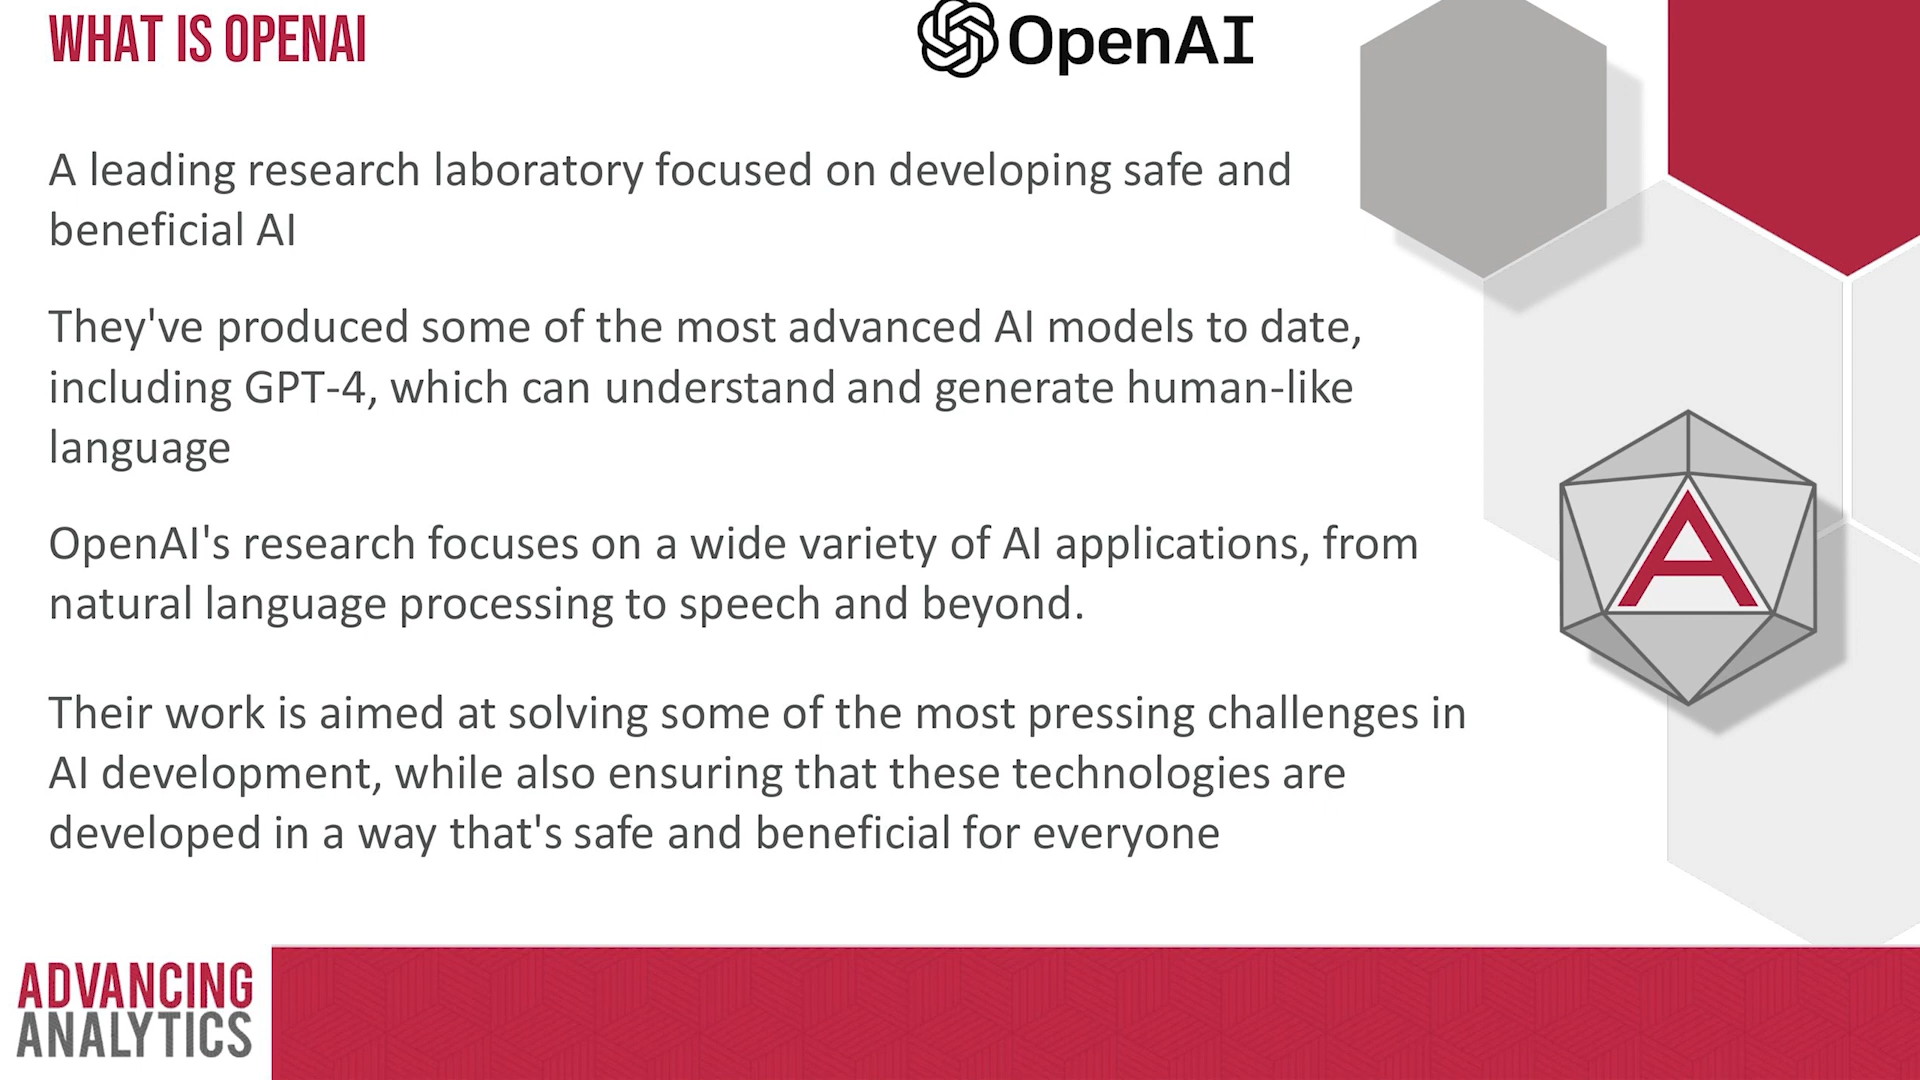 WHAT IS OPENAI
OpenAI
A leading research laboratory focused on developing safe and
beneficial AI
They've produced some of the most advanced AI models to date,
including GPT-4, which can understand and generate human-like
language
OpenAI's research focuses on a wide variety of AI applications, from
natural language processing to speech and beyond.
Their work is aimed at solving some of the most pressing challenges in
AI development, while also ensuring that these technologies are
developed in a way that's safe and beneficial for everyone
A
ADVANCING
ANALYTICS